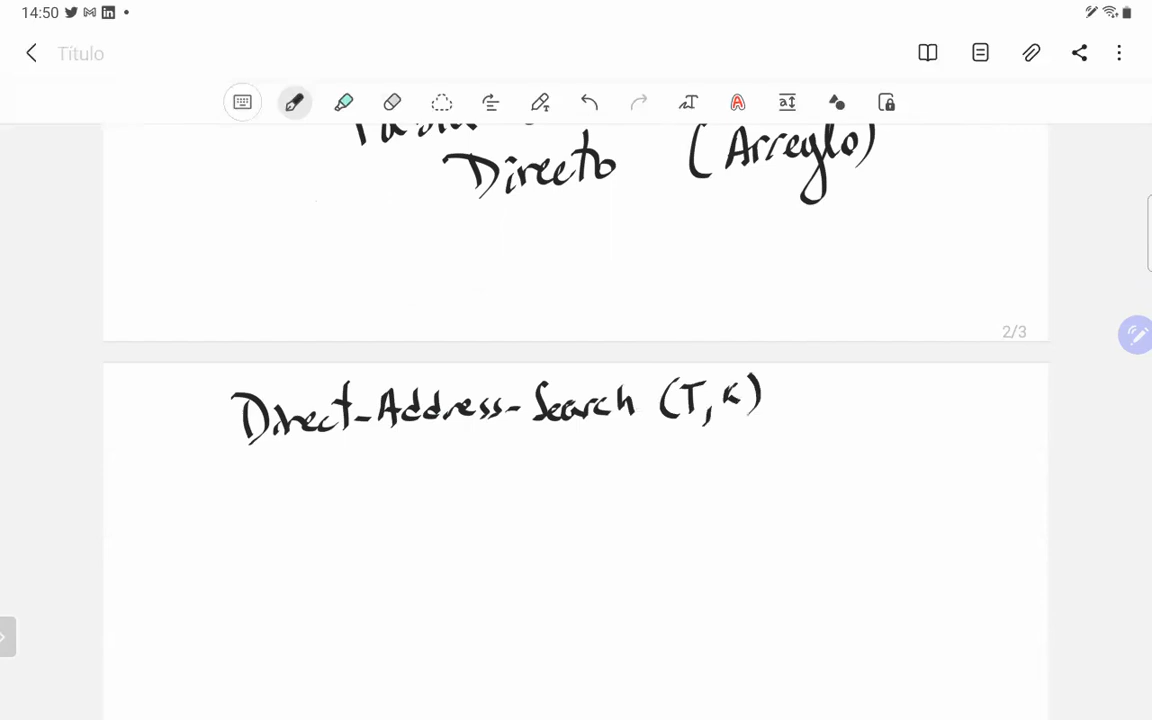 14:50
Título
Directo (Arreglo)
2/3
Direct-Address-Search (T, k)